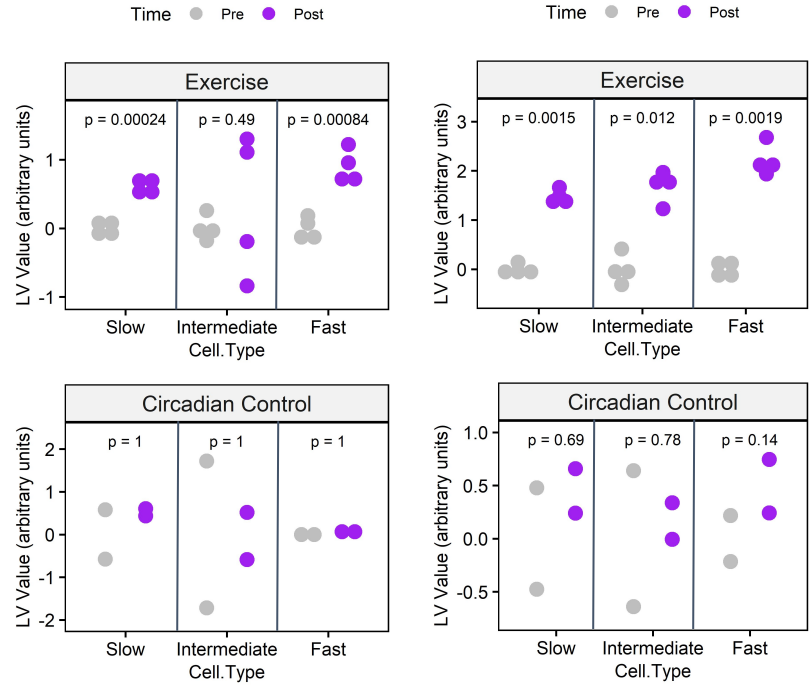 Time Pre Post
Exercise
LV Value (arbitrary units)
1
0
-1
p = 0.00024 p = 0.49 p = 0.00084
Slow Intermediate Fast
Cell.Type
Time Pre Post
Exercise
LV Value (arbitrary units)
3
2
1
0
p = 0.0015 p = 0.012 p = 0.0019
Slow Intermediate Fast
Cell.Type
Circadian Control
LV Value (arbitrary units)
2
1
0
-1
-2
p = 1 p = 1 p = 1
Slow Intermediate Fast
Cell.Type
Circadian Control
LV Value (arbitrary units)
1.0
0.5
0.0
-0.5
p = 0.69 p = 0.78 p = 0.14
Slow Intermediate Fast
Cell.Type